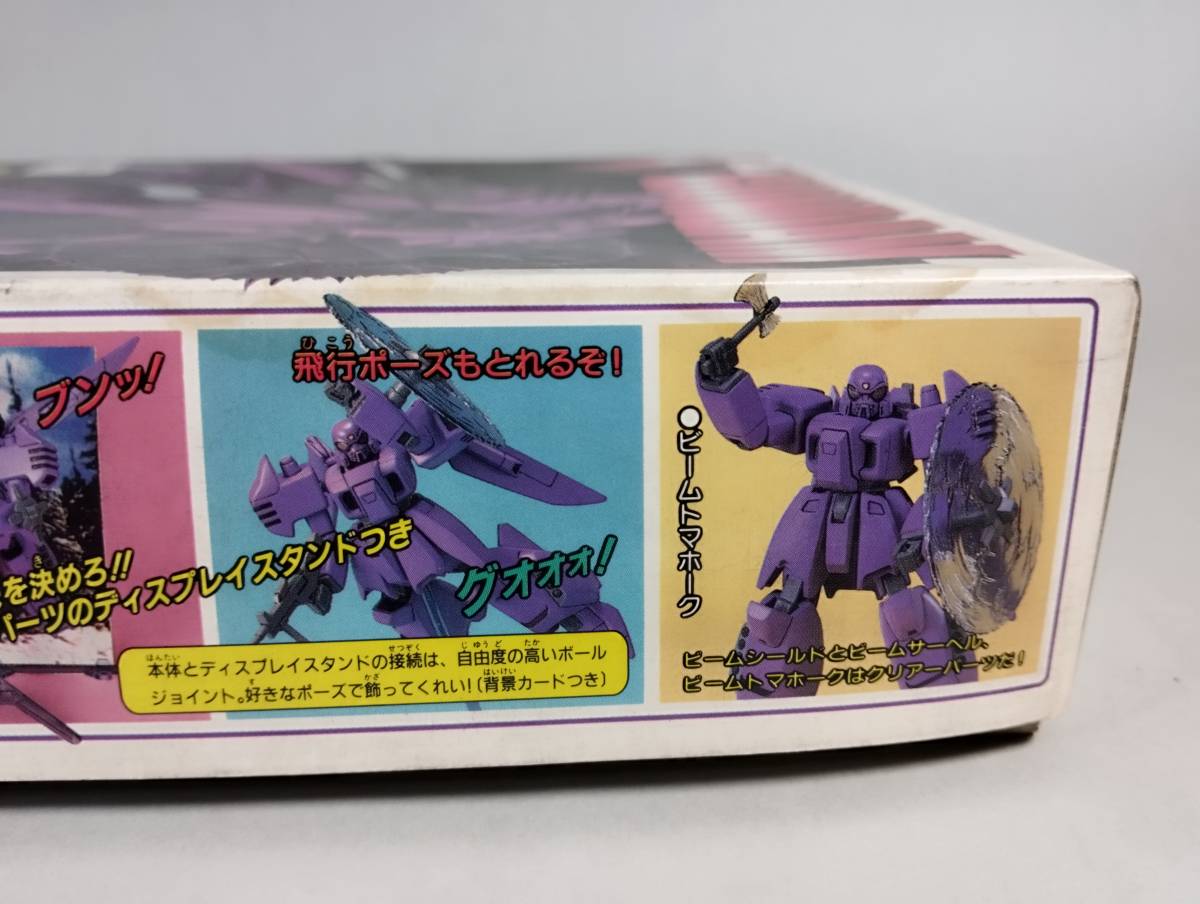 ブンッ!
を決めろ!!
パーツのディスプレイスタンドつき
飛行ポーズもとれるぞ!
グオオォ!
本体とディスプレイスタンドの接続は、自由度の高いボール
ジョイント。好きなポーズで飾ってくれい!(背景カードつき)
●ビームトマホーク
ビームシールドとビームサーベル、
ビームトマホークはクリアーパーツだ!